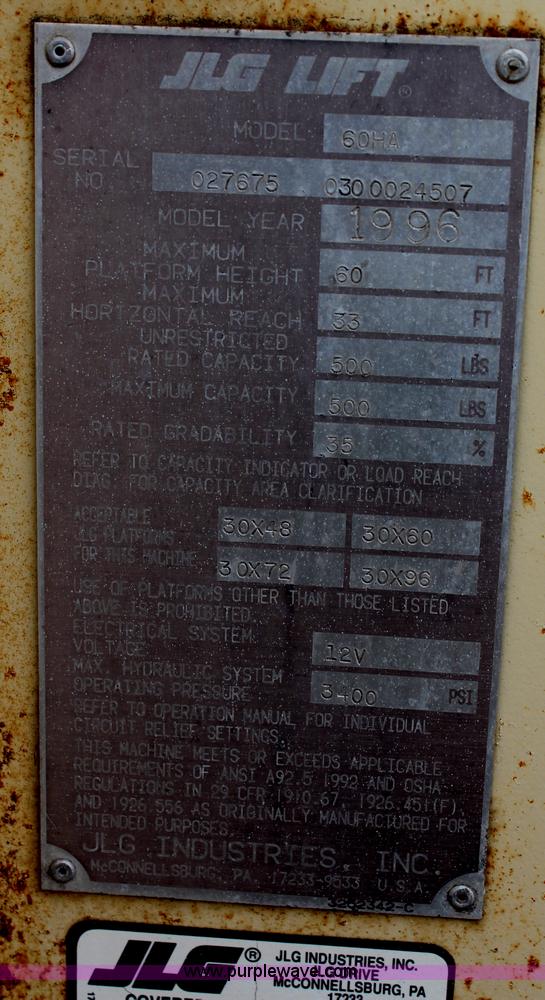 JLG LIFT®
MODEL 60HA
SERIAL
NO. 027675 0300024507
MODEL YEAR 1996
MAXIMUM
PLATFORM HEIGHT 60 FT
MAXIMUM
HORIZONTAL REACH 33 FT
UNRESTRICTED
RATED CAPACITY 500 LBS
MAXIMUM CAPACITY 500 LBS
RATED GRADABILITY 35 %
REFER TO CAPACITY INDICATOR OR LOAD REACH
DIAG. FOR CAPACITY AREA CLARIFICATION
ACCEPTABLE
JLG PLATFORMS 30X48 30X60
FOR THIS MACHINE 30X72 30X96
USE OF PLATFORMS OTHER THAN THOSE LISTED
ABOVE IS PROHIBITED.
ELECTRICAL SYSTEM
VOLTAGE 12V
MAX. HYDRAULIC SYSTEM
OPERATING PRESSURE 3400 PSI
REFER TO OPERATION MANUAL FOR INDIVIDUAL
CIRCUIT RELIEF SETTINGS.
THIS MACHINE MEETS OR EXCEEDS APPLICABLE
REQUIREMENTS OF ANSI A92.5 1992 AND OSHA
REGULATIONS IN 29 CFR 1910.67, 1926.451(F),
AND 1926.556 AS ORIGINALLY MANUFACTURED FOR
INTENDED PURPOSES.
JLG INDUSTRIES, INC.
McCONNELLSBURG, PA. 17233-9533 U.S.A.
3252342-C
JLG® JLG INDUSTRIES, INC.
JLG DRIVE
www.purplewave.com
McCONNELLSBURG, PA
17233